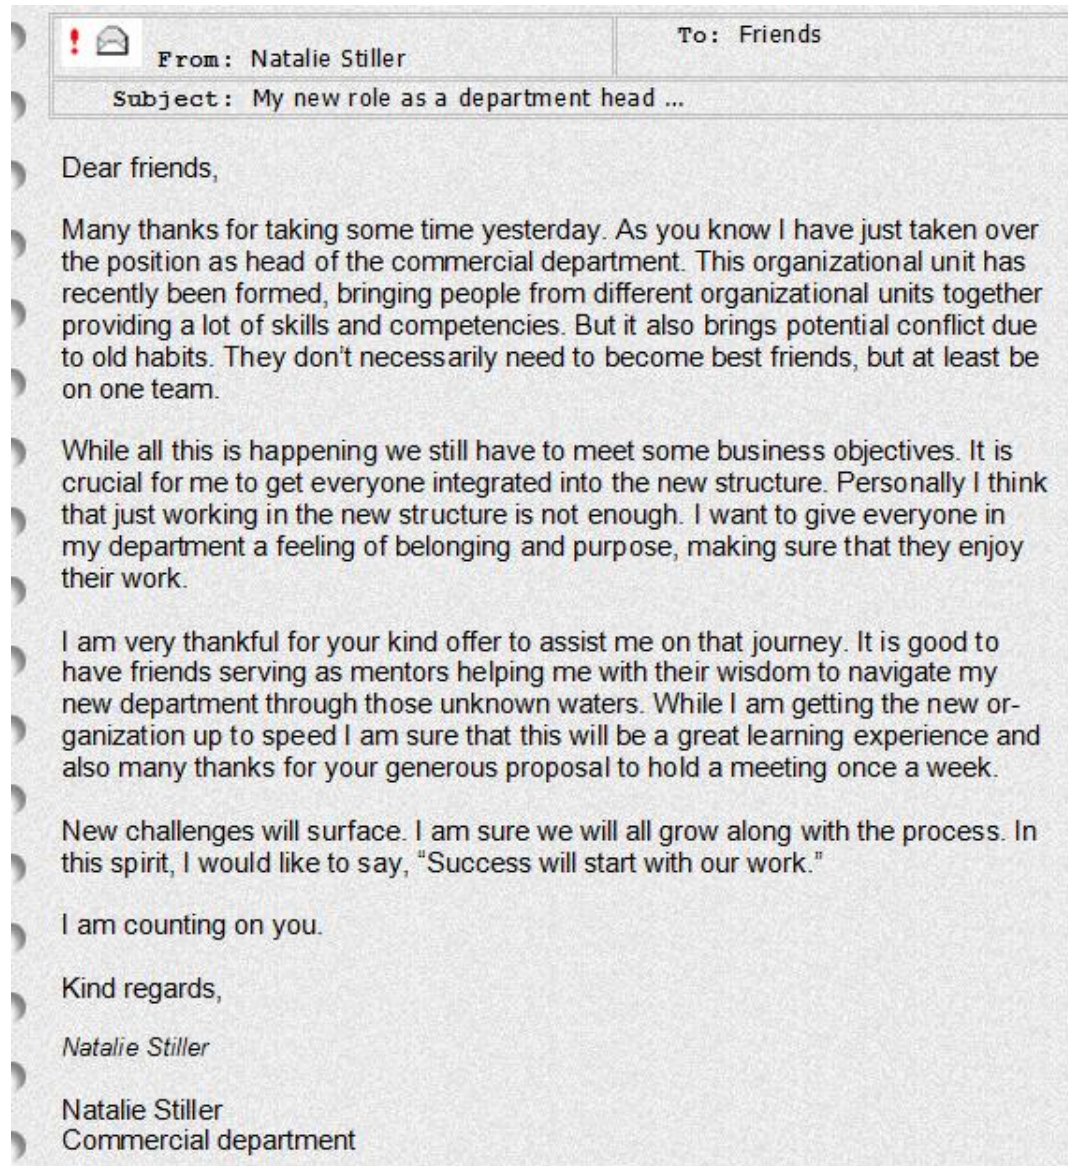 From: Natalie Stiller
To: Friends
Subject: My new role as a department head ...
Dear friends,
Many thanks for taking some time yesterday. As you know I have just taken over
the position as head of the commercial department. This organizational unit has
recently been formed, bringing people from different organizational units together
providing a lot of skills and competencies. But it also brings potential conflict due
to old habits. They don't necessarily need to become best friends, but at least be
on one team.
While all this is happening we still have to meet some business objectives. It is
crucial for me to get everyone integrated into the new structure. Personally I think
that just working in the new structure is not enough. I want to give everyone in
my department a feeling of belonging and purpose, making sure that they enjoy
their work.
I am very thankful for your kind offer to assist me on that journey. It is good to
have friends serving as mentors helping me with their wisdom to navigate my
new department through those unknown waters. While I am getting the new or-
ganization up to speed I am sure that this will be a great learning experience and
also many thanks for your generous proposal to hold a meeting once a week.
New challenges will surface. I am sure we will all grow along with the process. In
this spirit, I would like to say, “Success will start with our work.”
I am counting on you.
Kind regards,
Natalie Stiller
Natalie Stiller
Commercial department